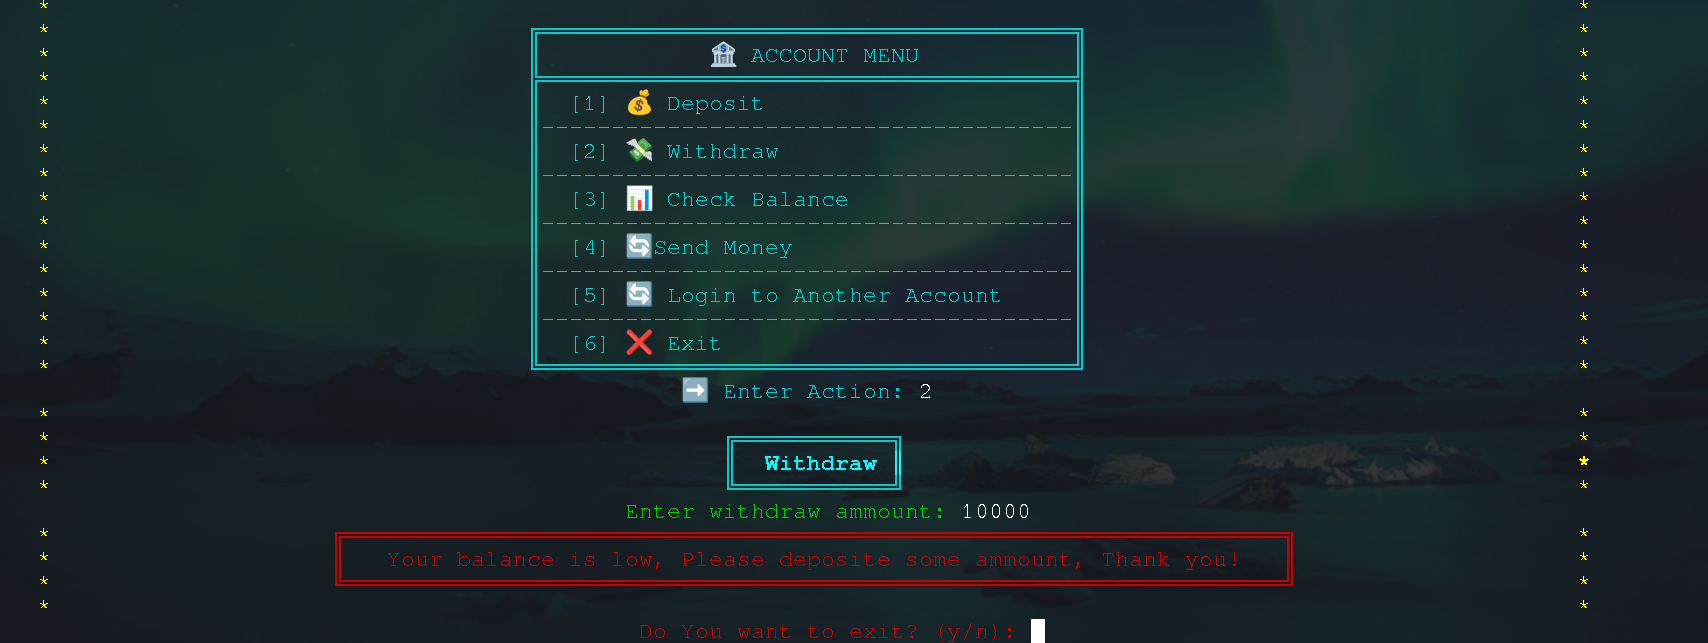 🏦 ACCOUNT MENU
[1] 💰 Deposit
[2] 💸 Withdraw
[3] 📊 Check Balance
[4] 🔄Send Money
[5] 🔄 Login to Another Account
[6] ❌ Exit
➡️ Enter Action: 2
Withdraw
Enter withdraw ammount: 10000
Your balance is low, Please deposite some ammount, Thank you!
Do You want to exit? (y/n):